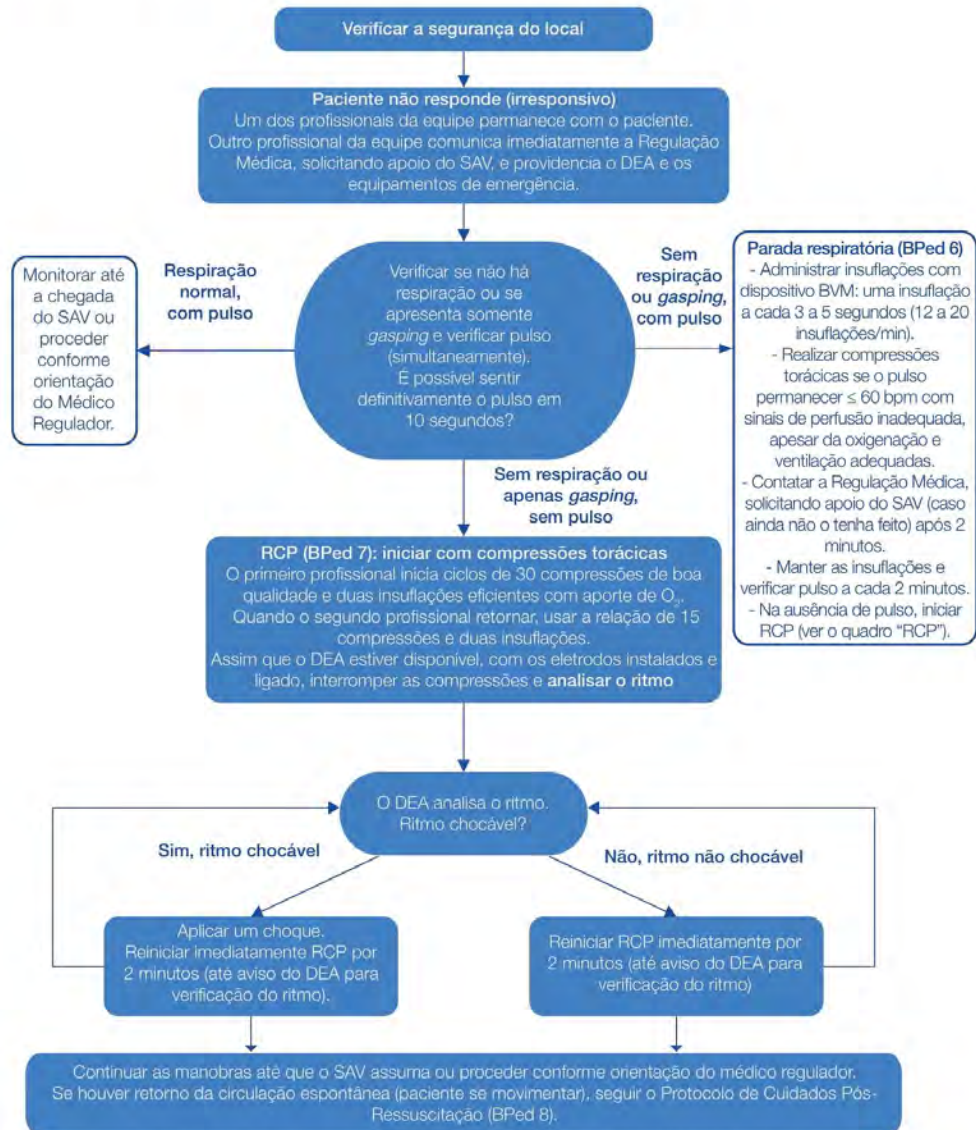 Verificar a segurança do local
Paciente não responde (irresponsivo)
Um dos profissionais da equipe permanece com o paciente.
Outro profissional da equipe comunica imediatamente a Regulação
Médica, solicitando apoio do SAV, e providencia o DEA e os
equipamentos de emergência.
Monitorar até
a chegada
do SAV ou
proceder
conforme
orientação
do Médico
Regulador.
Respiração
normal,
com pulso
Verificar se não há
respiração ou se
apresenta somente
gasping e verificar pulso
(simultaneamente).
É possível sentir
definitivamente o pulso em
10 segundos?
Sem
respiração
ou gasping,
com pulso
Parada respiratória (BPed 6)
- Administrar insuflações com
dispositivo BVM: uma insuflação
a cada 3 a 5 segundos (12 a 20
insuflações/min).
- Realizar compressões
torácicas se o pulso
permanecer ≤ 60 bpm com
sinais de perfusão inadequada,
apesar da oxigenação e
ventilação adequadas.
- Contatar a Regulação Médica,
solicitando apoio do SAV (caso
ainda não o tenha feito) após 2
minutos.
- Manter as insuflações e
verificar pulso a cada 2 minutos.
- Na ausência de pulso, iniciar
RCP (ver o quadro “RCP”).
Sem respiração ou
apenas gasping,
sem pulso
RCP (BPed 7): iniciar com compressões torácicas
O primeiro profissional inicia ciclos de 30 compressões de boa
qualidade e duas insuflações eficientes com aporte de O₂.
Quando o segundo profissional retornar, usar a relação de 15
compressões e duas insuflações.
Assim que o DEA estiver disponível, com os eletrodos instalados e
ligado, interromper as compressões e analisar o ritmo
O DEA analisa o ritmo.
Ritmo chocável?
Sim, ritmo chocável
Não, ritmo não chocável
Aplicar um choque.
Reiniciar imediatamente RCP por
2 minutos (até aviso do DEA para
verificação do ritmo).
Reiniciar RCP imediatamente por
2 minutos (até aviso do DEA para
verificação do ritmo)
Continuar as manobras até que o SAV assuma ou proceder conforme orientação do médico regulador.
Se houver retorno da circulação espontânea (paciente se movimentar), seguir o Protocolo de Cuidados Pós-
Ressuscitação (BPed 8).